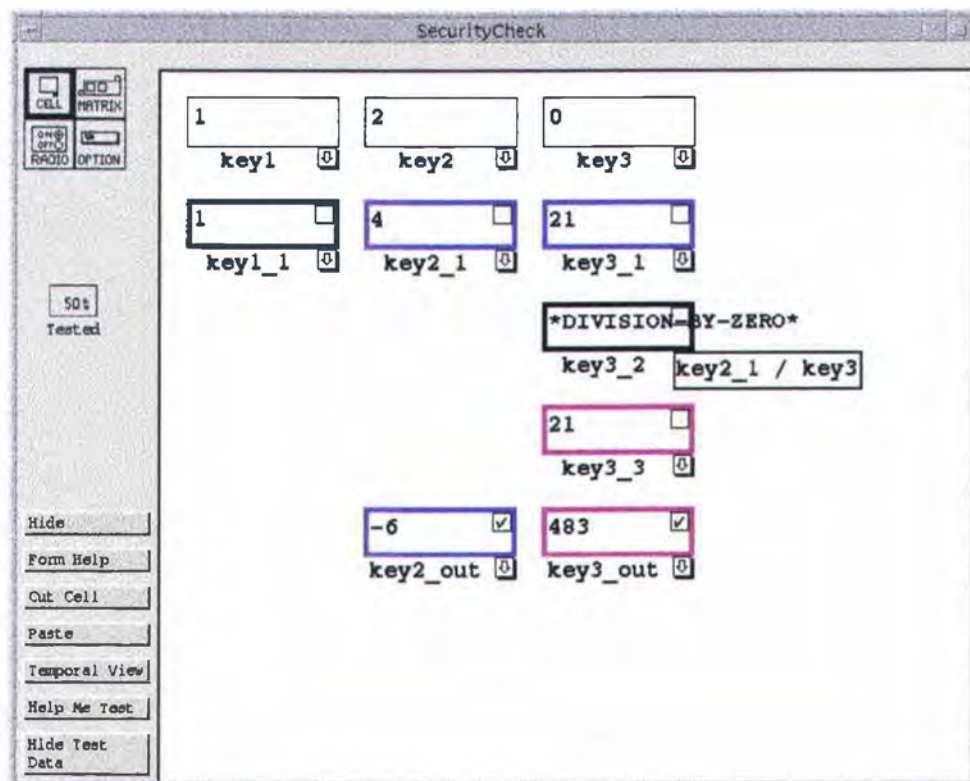 SecurityCheck
CELL MATRIX
ON OFF
RADIO OPTION
1 2 0
key1 key2 key3
1 4 21
key1_1 key2_1 key3_1
50%
Tested
*DIVISION-BY-ZERO*
key3_2 key2_1 / key3
21
key3_3
Hide
-6 483
key2_out key3_out
Form Help
Cut Cell
Paste
Temporal View
Help Me Test
Hide Test
Data